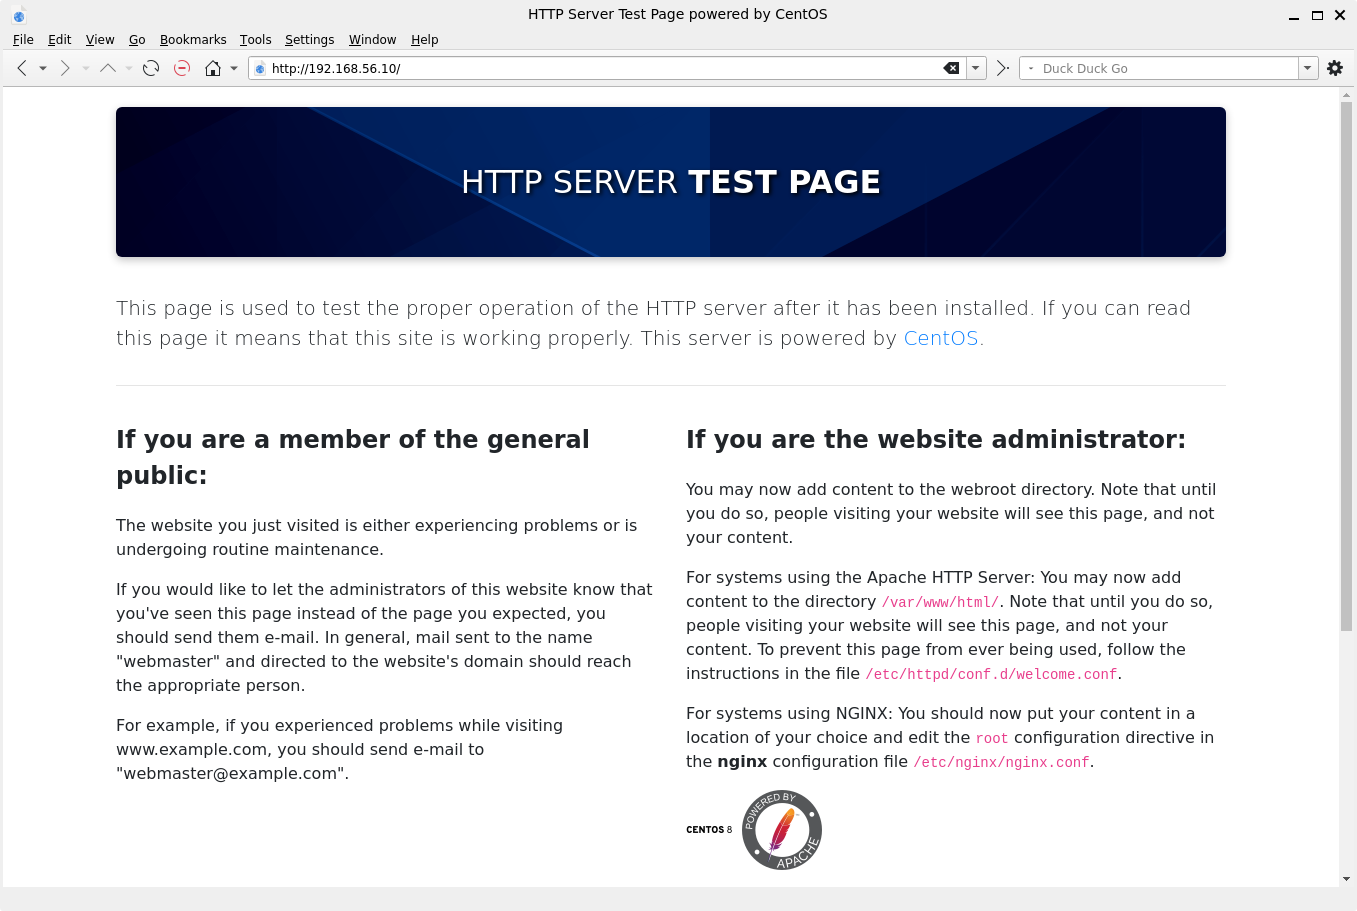 HTTP Server Test Page powered by CentOS
File Edit View Go Bookmarks Tools Settings Window Help
http://192.168.56.10/ Duck Duck Go
HTTP SERVER TEST PAGE
This page is used to test the proper operation of the HTTP server after it has been installed. If you can read
this page it means that this site is working properly. This server is powered by CentOS.
If you are a member of the general
public:
The website you just visited is either experiencing problems or is
undergoing routine maintenance.
If you would like to let the administrators of this website know that
you've seen this page instead of the page you expected, you
should send them e-mail. In general, mail sent to the name
"webmaster" and directed to the website's domain should reach
the appropriate person.
For example, if you experienced problems while visiting
www.example.com, you should send e-mail to
"webmaster@example.com".
If you are the website administrator:
You may now add content to the webroot directory. Note that until
you do so, people visiting your website will see this page, and not
your content.
For systems using the Apache HTTP Server: You may now add
content to the directory /var/www/html/. Note that until you do so,
people visiting your website will see this page, and not your
content. To prevent this page from ever being used, follow the
instructions in the file /etc/httpd/conf.d/welcome.conf.
For systems using NGINX: You should now put your content in a
location of your choice and edit the root configuration directive in
the nginx configuration file /etc/nginx/nginx.conf.
CENTOS 8
POWERED BY
APACHE